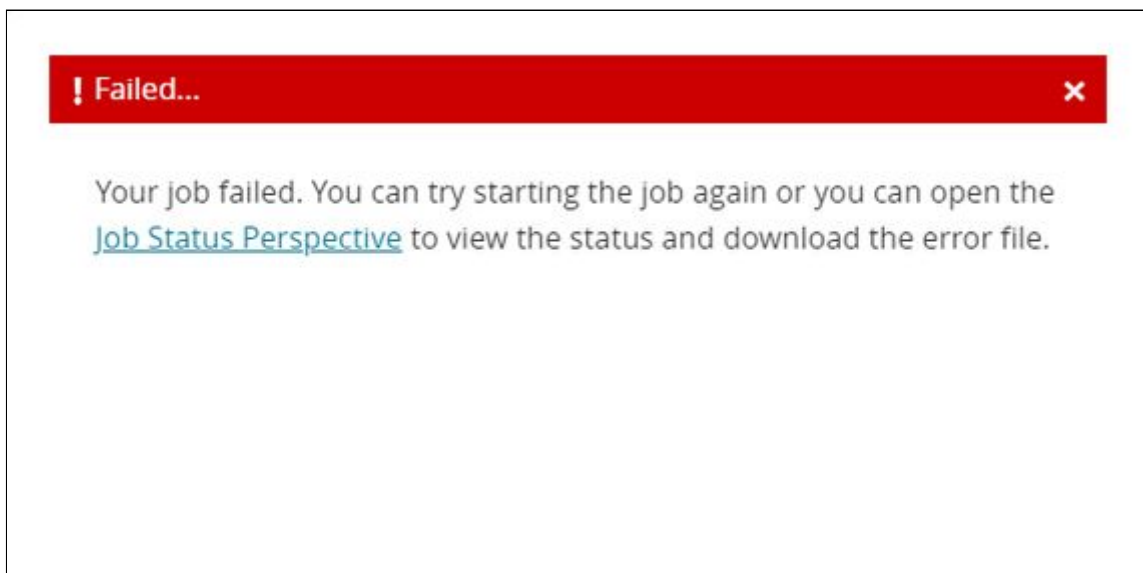 ! Failed...
Your job failed. You can try starting the job again or you can open the
Job Status Perspective to view the status and download the error file.